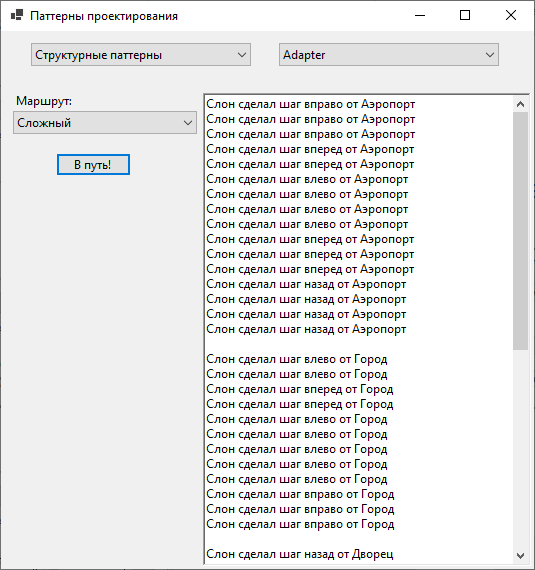 Паттерны проектирования
Структурные паттерны
Adapter
Маршрут:
Сложный
В путь!
Слон сделал шаг вправо от Аэропорт
Слон сделал шаг вправо от Аэропорт
Слон сделал шаг вправо от Аэропорт
Слон сделал шаг вперед от Аэропорт
Слон сделал шаг вперед от Аэропорт
Слон сделал шаг влево от Аэропорт
Слон сделал шаг влево от Аэропорт
Слон сделал шаг влево от Аэропорт
Слон сделал шаг влево от Аэропорт
Слон сделал шаг вперед от Аэропорт
Слон сделал шаг вперед от Аэропорт
Слон сделал шаг вперед от Аэропорт
Слон сделал шаг назад от Аэропорт
Слон сделал шаг назад от Аэропорт
Слон сделал шаг назад от Аэропорт
Слон сделал шаг назад от Аэропорт
Слон сделал шаг влево от Город
Слон сделал шаг влево от Город
Слон сделал шаг вперед от Город
Слон сделал шаг вперед от Город
Слон сделал шаг влево от Город
Слон сделал шаг влево от Город
Слон сделал шаг влево от Город
Слон сделал шаг влево от Город
Слон сделал шаг влево от Город
Слон сделал шаг вправо от Город
Слон сделал шаг вправо от Город
Слон сделал шаг вправо от Город
Слон сделал шаг назад от Дворец